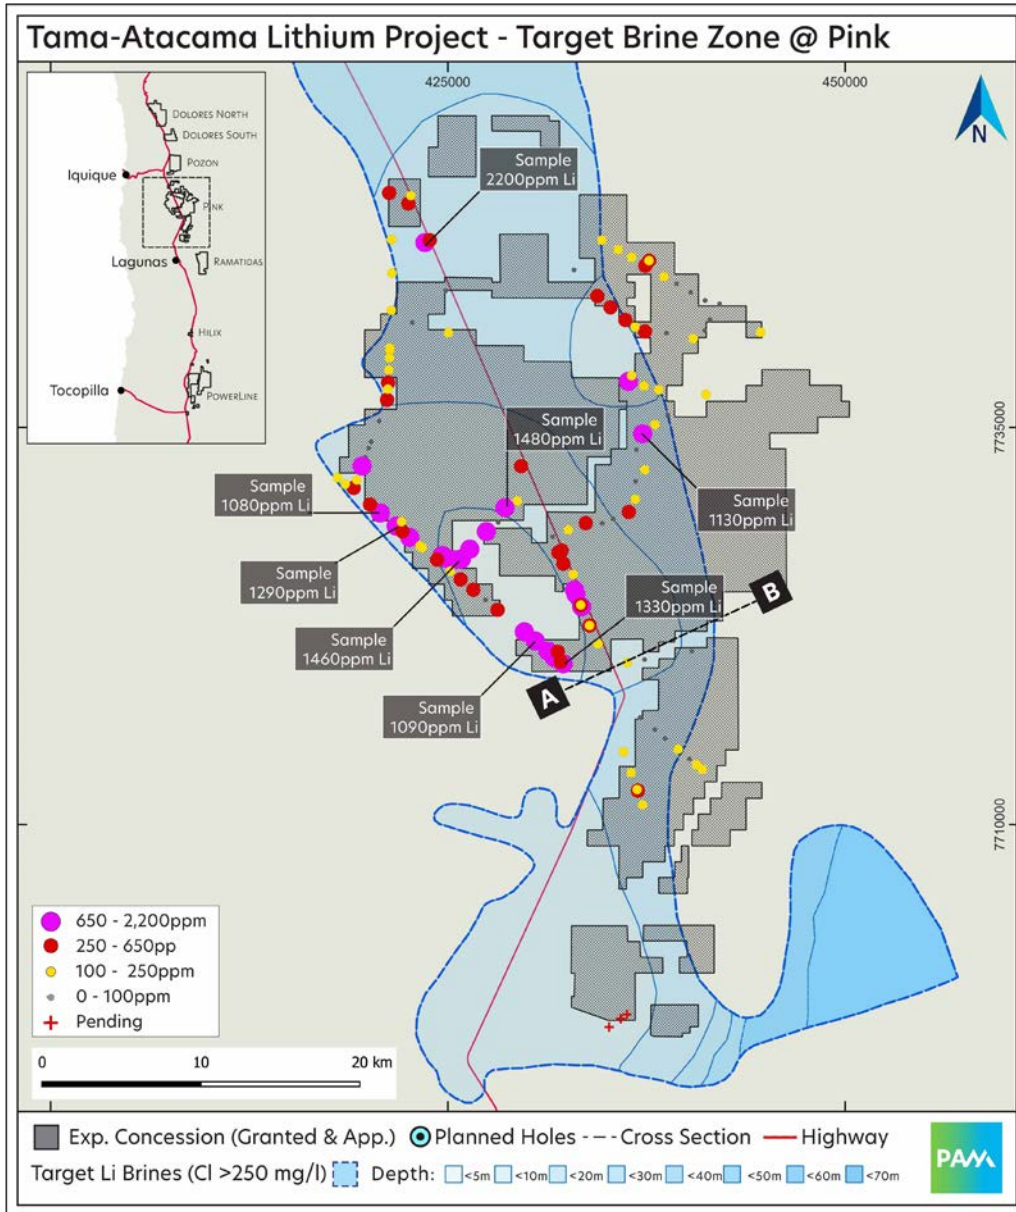 Tama-Atacama Lithium Project - Target Brine Zone @ Pink
425000
450000
N
DOLORES NORTH
DOLORES SOUTH
POZON
Iquique
PINK
Lagunas
RAMATIDAS
HILIX
Tocopilla
POWERLINE
Sample
2200ppm Li
7735000
Sample
1480ppm Li
Sample
1080ppm Li
Sample
1130ppm Li
Sample
1290ppm Li
Sample
1330ppm Li
B
Sample
1460ppm Li
A
Sample
1090ppm Li
7710000
650 - 2,200ppm
250 - 650pp
100 - 250ppm
0 - 100ppm
Pending
0 10 20 km
Exp. Concession (Granted & App.) Planned Holes Cross Section Highway
Target Li Brines (Cl >250 mg/l) Depth: <5m <10m <20m <30m <40m <50m <60m <70m
PAM